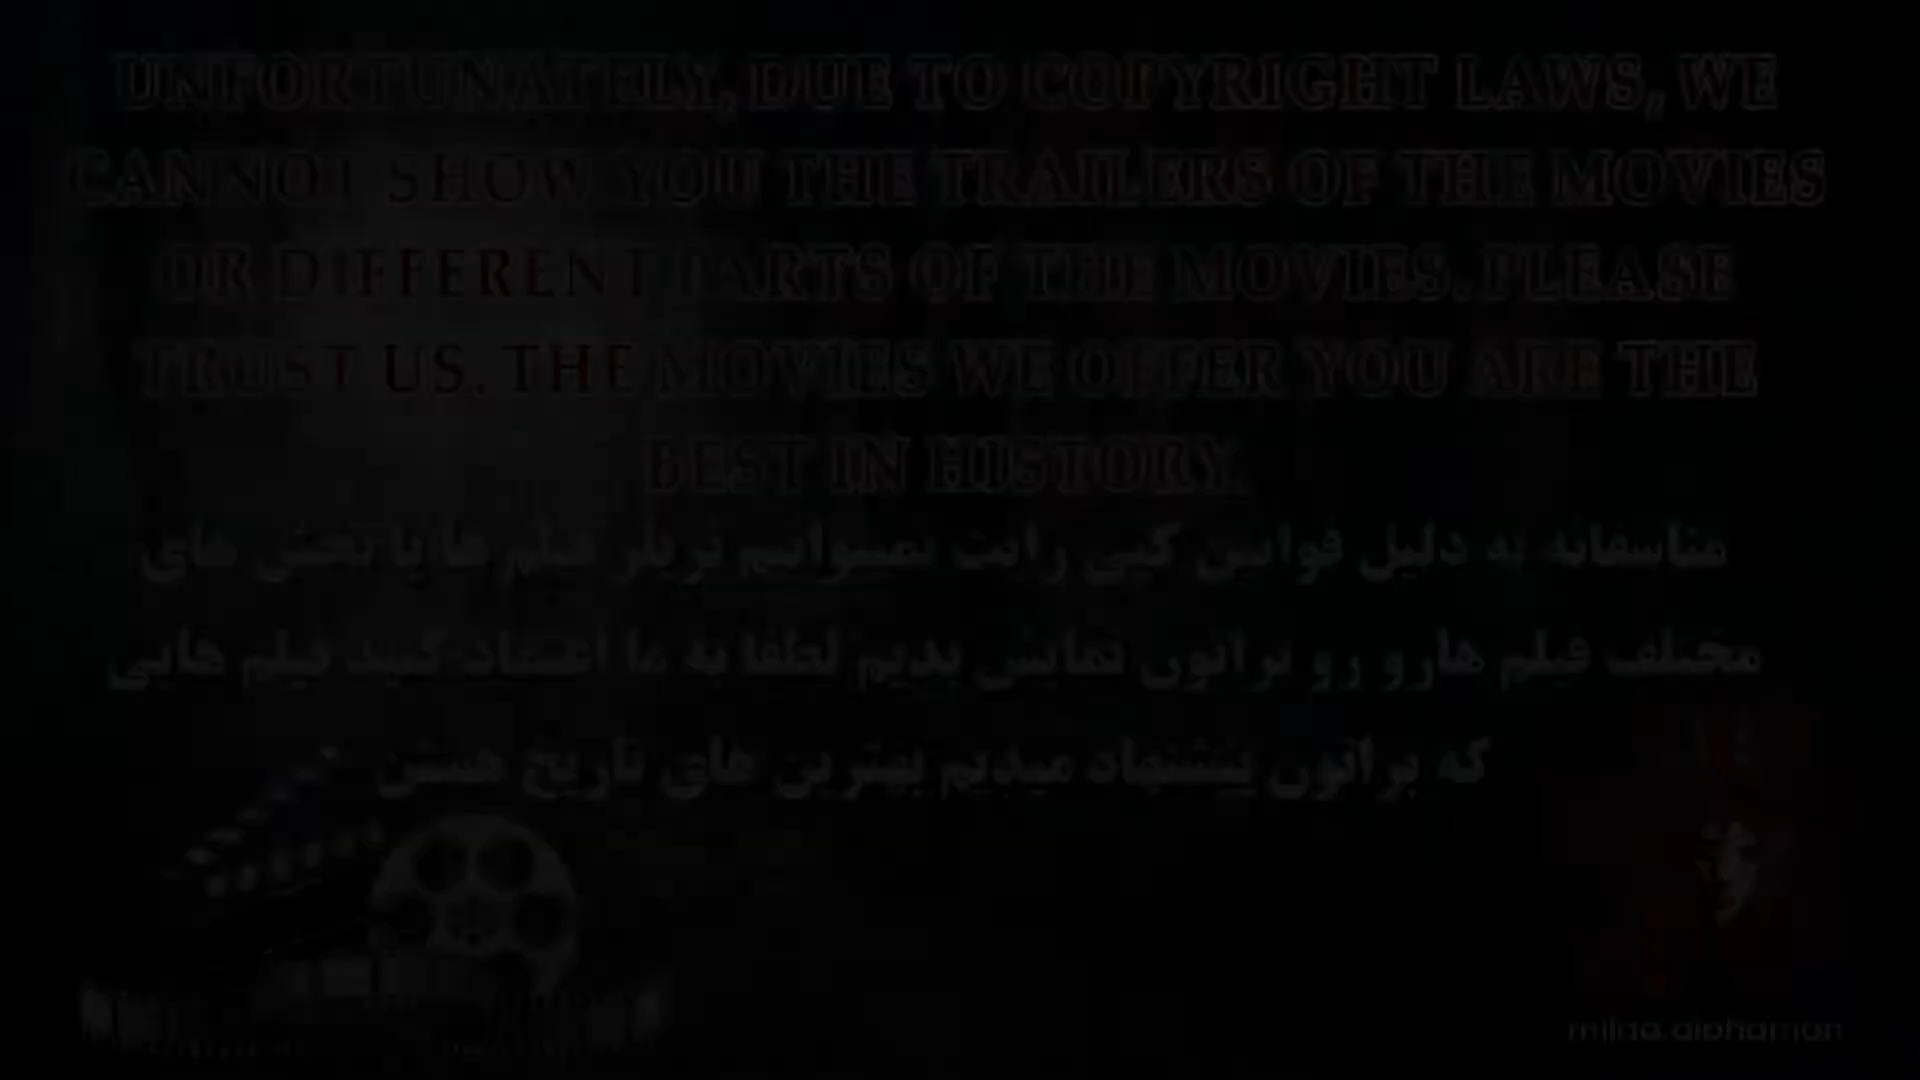 UNFORTUNATELY, DUE TO COPYRIGHT LAWS, WE
CANNOT SHOW YOU THE TRAILERS OF THE MOVIES
OR DIFFERENT PARTS OF THE MOVIES. PLEASE
TRUST US. THE MOVIES WE OFFER YOU ARE THE
BEST IN HISTORY.
متاسفانه به دلیل قوانین کپی رایت نمیتوانیم تریلر فیلم ها یا بخش های
مختلف فیلم هارو رو براتون نمایش بدیم لطفا به ما اعتماد کنید فیلم هایی
که براتون پیشنهاد میدیم بهترین های تاریخ هستن